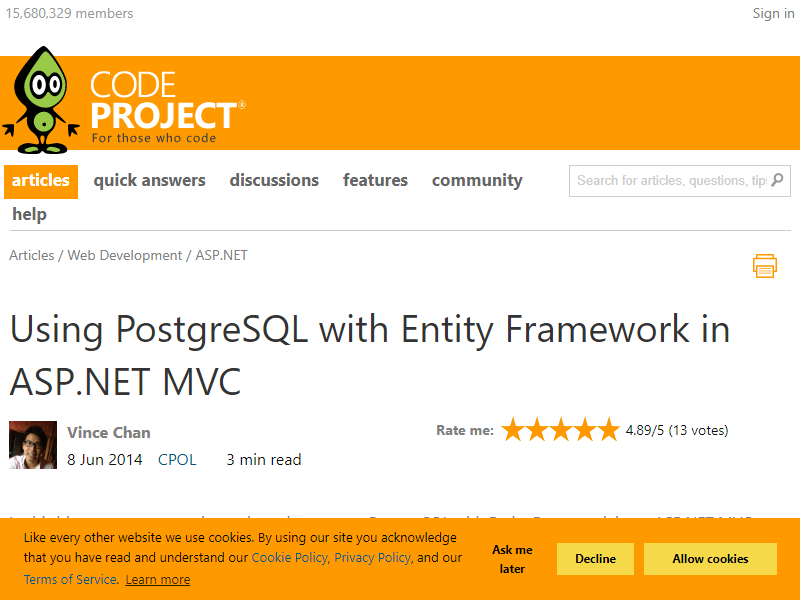 15,680,329 members
Sign in
CODE
PROJECT®
For those who code
articles quick answers discussions features community
Search for articles, questions, tips
help
Articles / Web Development / ASP.NET
Using PostgreSQL with Entity Framework in
ASP.NET MVC
Vince Chan
8 Jun 2014 CPOL 3 min read
Rate me: 4.89/5 (13 votes)
Like every other website we use cookies. By using our site you acknowledge
that you have read and understand our Cookie Policy, Privacy Policy, and our
Terms of Service. Learn more
Ask me
later
Decline
Allow cookies